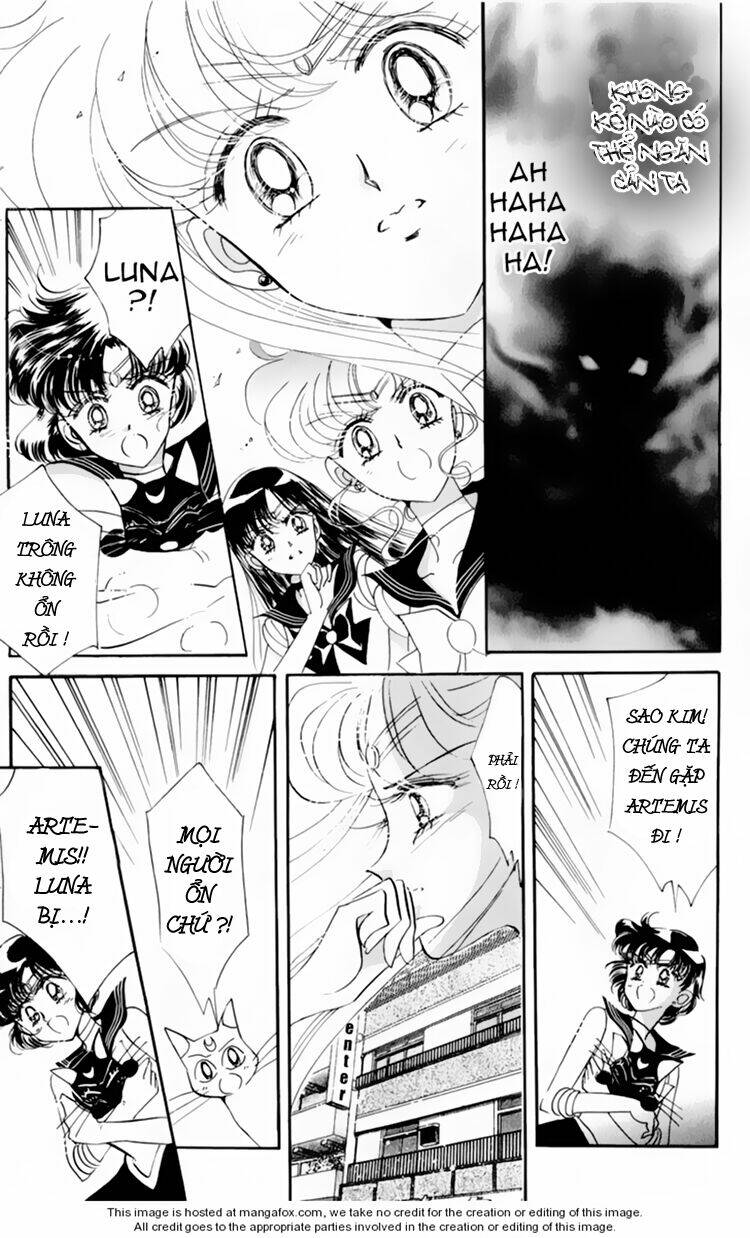 KHÔNG
KẺ NÀO CÓ
THỂ NGĂN
CẢN TA
AH
HAHA
HAHA
HA!
LUNA
?!
LUNA
TRÔNG
KHÔNG
ỔN
RỒI !
SAO KIM!
CHÚNG TA
ĐẾN GẶP
ARTEMIS
ĐI !
PHẢI
RỒI !
enter
MỌI
NGƯỜI
ỔN
CHỨ ?!
ARTE-
MIS!!
LUNA
BỊ...!
This image is hosted at mangafox.com, we take no credit for the creation or editing of this image.
All credit goes to the appropriate parties involved in the creation or editing of this image.